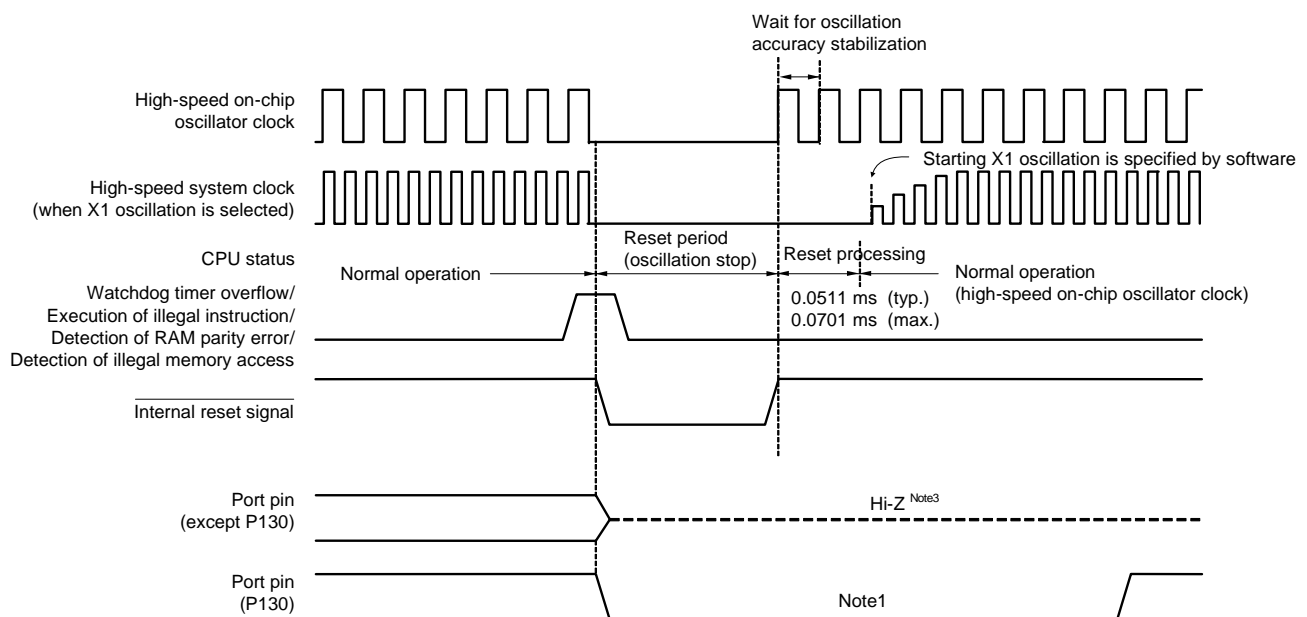 Wait for oscillation
accuracy stabilization
High-speed on-chip
oscillator clock
Starting X1 oscillation is specified by software
High-speed system clock
(when X1 oscillation is selected)
Reset period
(oscillation stop)
Reset processing
CPU status
Normal operation
Normal operation
(high-speed on-chip oscillator clock)
0.0511 ms (typ.)
0.0701 ms (max.)
Watchdog timer overflow/
Execution of illegal instruction/
Detection of RAM parity error/
Detection of illegal memory access
Internal reset signal
Port pin
(except P130)
Hi-Z Note3
Port pin
(P130)
Note1